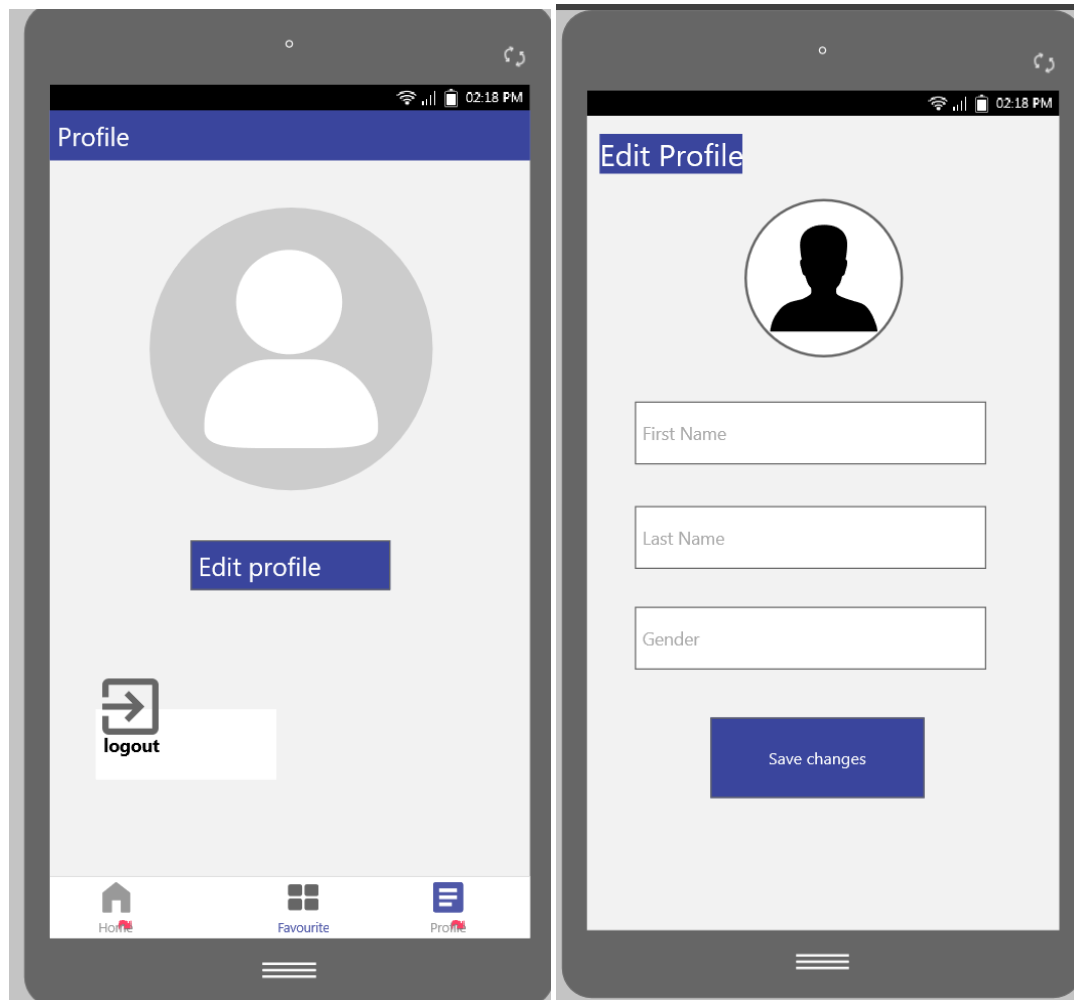 02:18 PM
Profile
Edit profile
logout
Home
Favourite
Profile
02:18 PM
Edit Profile
First Name
Last Name
Gender
Save changes